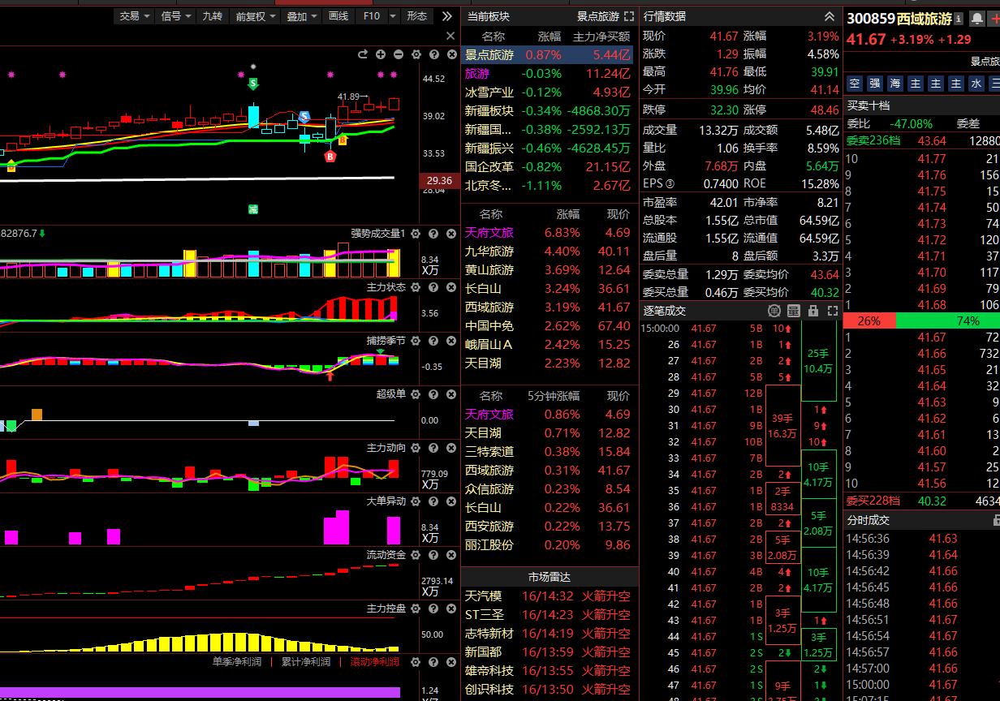 交易 信号 九转 前复权 叠加 画线 F10 形态
44.52
41.89
39.02
33.53
29.36
28.04
S
S
B
B
B
减
82876.7 强势成交量1
8.34
X万
主力状态
3.56
捕捞季节
-0.35
超级单
0.00
主力动向
779.09
X万
大单异动
8.34
X万
流动资金
2793.14
X万
主力控盘
50.00
单季净利润 | 累计净利润 | 滚动净利润
1.24
当前板块 景点旅游
名称 涨幅 主力净买额
景点旅游 0.87% 5.44亿
旅游 -0.03% 11.24亿
冰雪产业 -0.12% 4.93亿
新疆板块 -0.34% -4868.30万
新疆国... -0.38% -2592.13万
新疆振兴 -0.46% -4628.45万
国企改革 -0.82% 21.15亿
北京冬... -1.11% 2.67亿
名称 涨幅 现价
天府文旅 6.83% 4.69
九华旅游 4.40% 40.11
黄山旅游 3.69% 12.64
长白山 3.24% 36.61
西域旅游 3.19% 41.67
中国中免 2.62% 67.40
峨眉山Ａ 2.42% 15.25
天目湖 2.23% 12.82
名称 5分钟涨幅 现价
天府文旅 0.86% 4.69
天目湖 0.71% 12.82
三特索道 0.38% 15.84
西域旅游 0.31% 41.67
众信旅游 0.23% 8.54
长白山 0.22% 36.61
西安旅游 0.22% 13.75
丽江股份 0.20% 9.86
市场雷达
天汽模 16/14:32 火箭升空
ST三圣 16/14:23 火箭升空
志特新材 16/14:19 火箭升空
新国都 16/13:59 火箭升空
雄帝科技 16/13:55 火箭升空
创识科技 16/13:50 火箭升空
行情数据
现价 41.67 涨幅 3.19%
涨跌 1.29 振幅 4.58%
最高 41.76 最低 39.91
今开 39.96 均价 41.14
跌停 32.30 涨停 48.46
成交量 13.32万 成交额 5.48亿
量比 1.06 换手率 8.59%
外盘 7.68万 内盘 5.64万
EPS③ 0.7400 ROE 15.28%
市盈率 42.01 市净率 8.21
总股本 1.55亿 总市值 64.59亿
流通股 1.55亿 流通值 64.59亿
盘后量 8 盘后额 3.3万
委卖总量 1.29万 委卖均价 43.64
委买总量 0.46万 委买均价 40.32
逐笔成交 单 量
15:00:00 41.67 5B 10
26 41.67 1B 1
27 41.67 2B 2
28 41.67 5B 5
29 41.67 12B
30 41.67 1B 1
31 41.67 9B 9
32 41.67 10B 10
33 41.67 7B
34 41.67 2B 2
35 41.67 1B
36 41.67 1B
37 41.67 2B 2
38 41.67 2B
39 41.67 3B
40 41.67 4B 4
41 41.67 2B 2
42 41.67 1B
43 41.67 1B 1
44 41.67 1S
45 41.67 2S 2
46 41.67 2S 2
47 41.67 1S 1
25手
10.4万
39手
16.3万
10手
4.17万
2手
8334
5手
2.08万
5手
2.08万
10手
4.17万
3手
1.25万
3手
1.25万
9手
300859西域旅游
41.67 +3.19% +1.29
景点旅
空 强 海 主 主 主 水 三
买卖十档
委比 -47.08% 委差
委卖236档 43.64 12880
10 41.77 21
9 41.76 156
8 41.75 15
7 41.74 50
6 41.73 74
5 41.72 120
4 41.71 37
3 41.70 117
2 41.69 79
1 41.68 106
26% 74%
1 41.67 72
2 41.66 732
3 41.65 21
4 41.64 32
5 41.63 9
6 41.62 6
7 41.61 13
8 41.60 2
9 41.57 25
10 41.56 12
委买228档 40.32 4634
分时成交
14:56:36 41.63
14:56:39 41.64
14:56:42 41.66
14:56:45 41.66
14:56:48 41.66
14:56:51 41.67
14:56:54 41.67
14:56:57 41.66
14:57:00 41.66
15:00:00 41.67